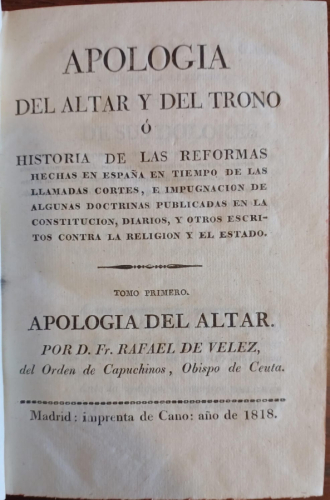 APOLOGIA
DEL ALTAR Y DEL TRONO
ó
HISTORIA DE LAS REFORMAS
HECHAS EN ESPAÑA EN TIEMPO DE LAS
LLAMADAS CORTES, E IMPUGNACION DE
ALGUNAS DOCTRINAS PUBLICADAS EN LA
CONSTITUCION, DIARIOS, Y OTROS ESCRI-
TOS CONTRA LA RELIGION Y EL ESTADO.
TOMO PRIMERO.
APOLOGIA DEL ALTAR.
POR D. Fr. RAFAEL DE VELEZ,
del Orden de Capuchinos, Obispo de Ceuta.
Madrid: imprenta de Cano: año de 1818.